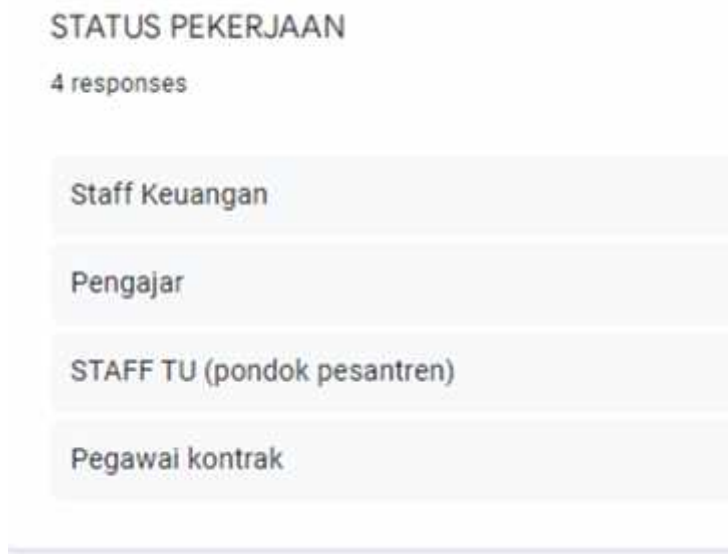 STATUS PEKERJAAN
4 responses
Staff Keuangan
Pengajar
STAFF TU (pondok pesantren)
Pegawai kontrak